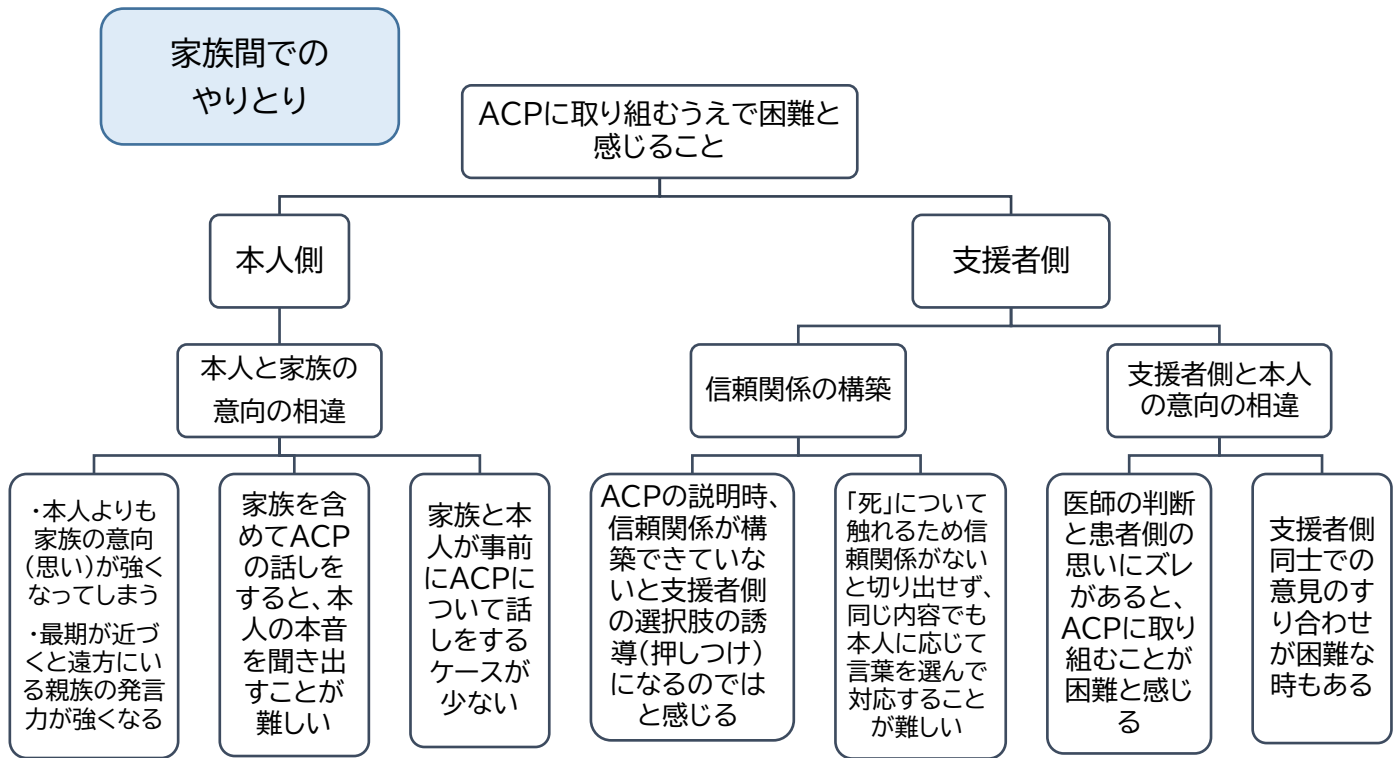 家族間での
やりとり
ACPに取り組むうえで困難と
感じること
本人側
支援者側
本人と家族の
意向の相違
信頼関係の構築
支援者側と本人
の意向の相違
・本人よりも
家族の意向
(思い)が強く
なってしまう
・最期が近づ
くと遠方にい
る親族の発言
力が強くなる
家族を含
めてACP
の話しを
すると、本
人の本音
を聞き出
すことが
難しい
家族と本
人が事前
にACPに
ついて話
しをする
ケースが
少ない
ACPの説明時、
信頼関係が構
築できていな
いと支援者側
の選択肢の誘
導(押しつけ)
になるのでは
と感じる
「死」について
触れるため信
頼関係がない
と切り出せず、
同じ内容でも
本人に応じて
言葉を選んで
対応すること
が難しい
医師の判断
と患者側の
思いにズレ
があると、
ACPに取り
組むことが
困難と感じ
る
支援者側
同士での
意見のす
り合わせ
が困難な
時もある